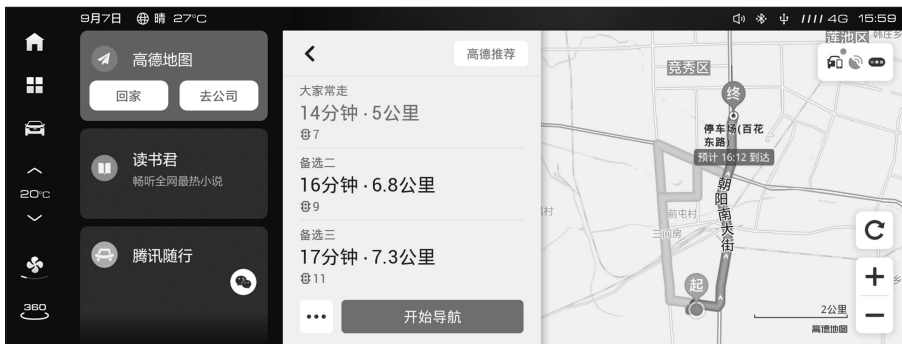 9月7日 晴 27°C
4G 15:59
20°C
360
高德地图
回家 去公司
读书君
畅听全网最热小说
腾讯随行
高德推荐
大家常走
14分钟·5公里
7
备选二
16分钟·6.8公里
9
备选三
17分钟·7.3公里
11
开始导航
莲池区
韩庄乡
竞秀区
终
停车场(百花
东路)
预计 16:12 到达
朝阳南大街
前屯村
三间房
起
2公里
高德地图